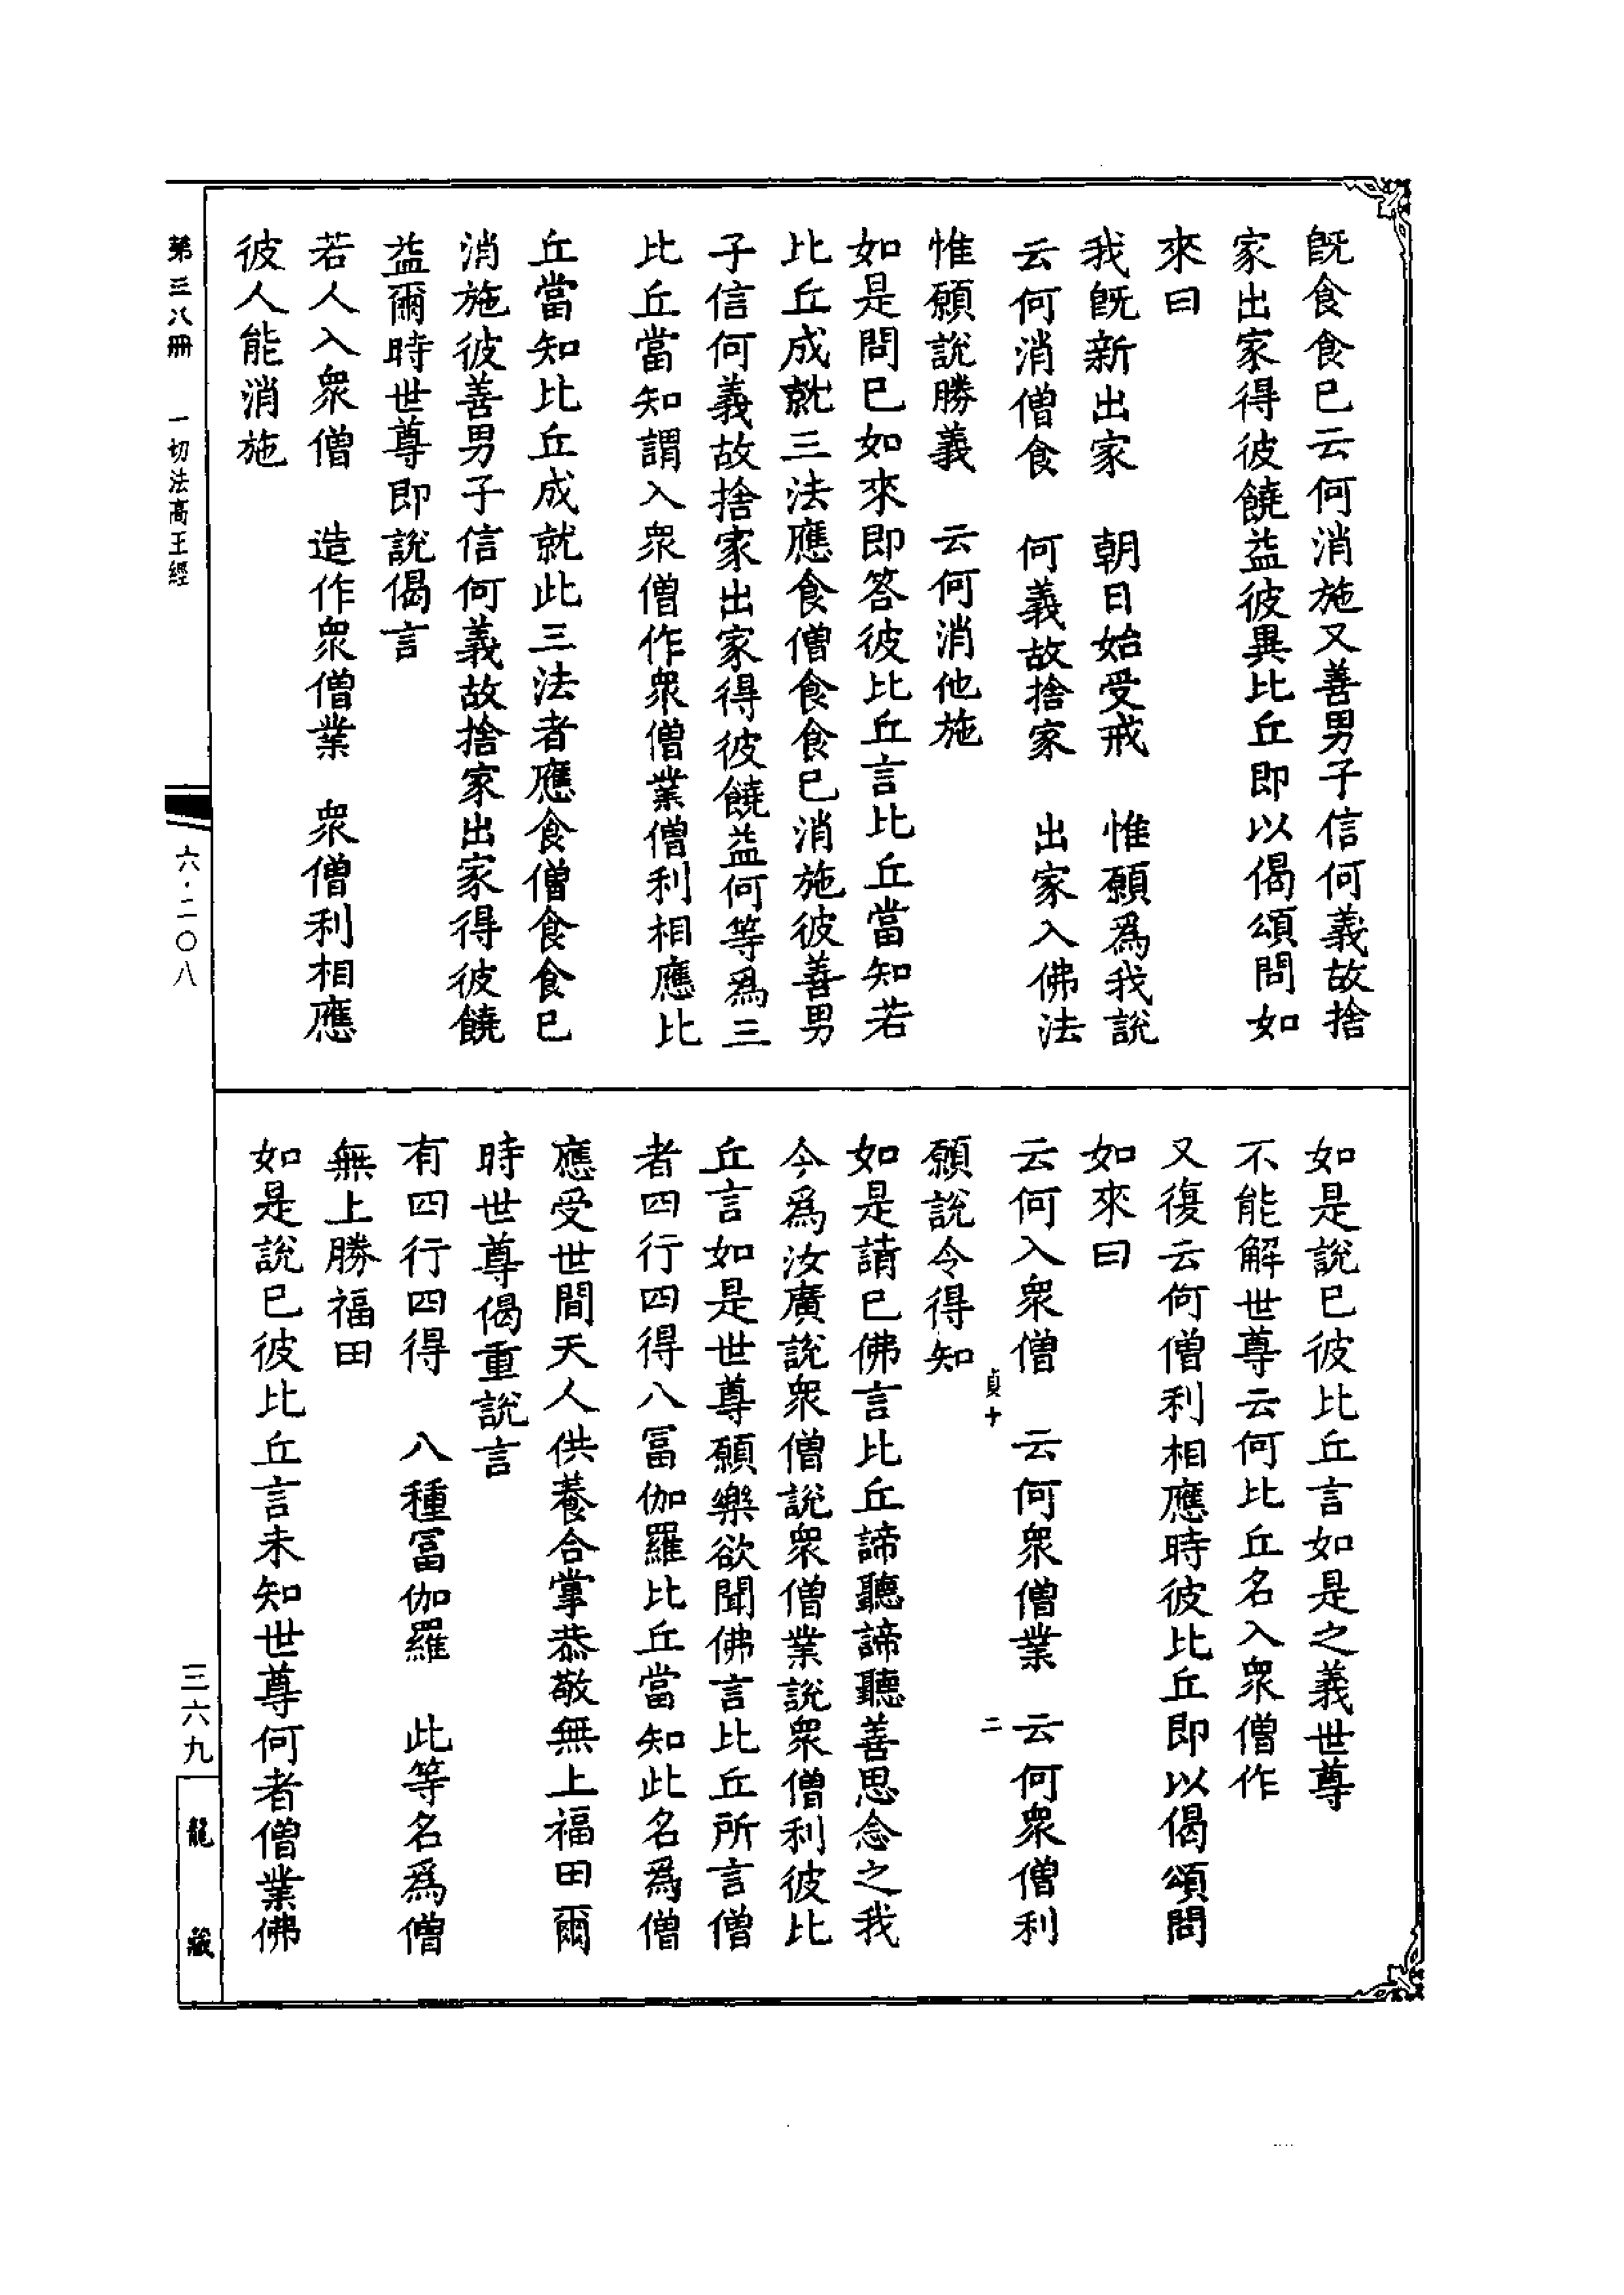 既食食已云何消施又善男子信何義故捨
家出家得彼饒益彼異比丘即以偈頌問如
來曰
我既新出家　朝日始受戒　惟願爲我說
云何消僧食　何義故捨家　出家入佛法
惟願說勝義　云何消他施
如是問已如來即答彼比丘言比丘當知若
比丘成就三法應食僧食食已消施彼善男
子信何義故捨家出家得彼饒益何等爲三
比丘當知謂入衆僧作衆僧業僧利相應比
丘當知比丘成就此三法者應食僧食食已
消施彼善男子信何義故捨家出家得彼饒
益爾時世尊即說偈言
若人入衆僧　造作衆僧業　衆僧利相應
彼人能消施
如是說已彼比丘言如是之義世尊
不能解世尊云何比丘名入衆僧作
又復云何僧利相應時彼比丘即以偈頌問
如來曰
云何入衆僧　云何衆僧業　云何衆僧利
願說令得知
貞十　二
如是請已佛言比丘諦聽諦聽善思念之我
今爲汝廣說衆僧說衆僧業說衆僧利彼比
丘言如是世尊願樂欲聞佛言比丘所言僧
者四行四得八冨伽羅比丘當知此名爲僧
應受世間天人供養合掌恭敬無上福田爾
時世尊偈重說言
有四行四得　八種冨伽羅　此等名爲僧
無上勝福田
如是說已彼比丘言未知世尊何者僧業佛
第三八冊　一切法高王經
六·二〇八
三六九
龍藏